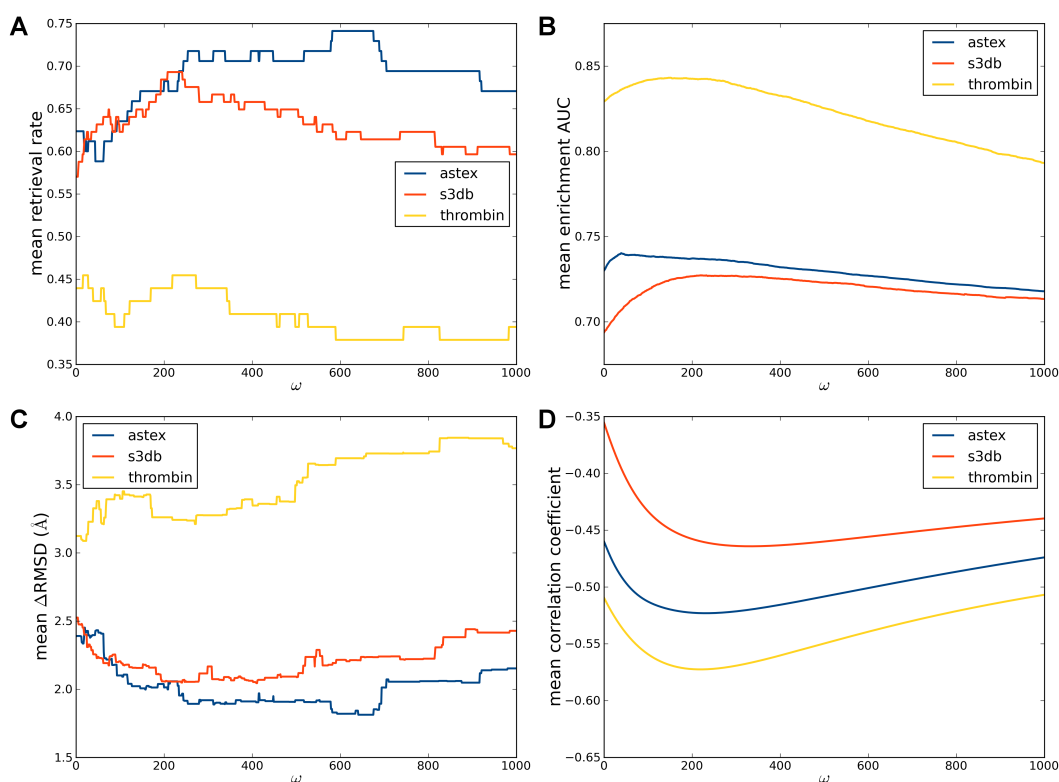 A
mean retrieval rate
0.75
0.70
0.65
0.60
0.55
0.50
0.45
0.40
0.35
astex
s3db
thrombin
0 200 400 600 800 1000
ω
B
mean enrichment AUC
0.85
0.80
0.75
0.70
astex
s3db
thrombin
0 200 400 600 800 1000
ω
C
mean ΔRMSD (Å)
4.0
3.5
3.0
2.5
2.0
1.5
astex
s3db
thrombin
0 200 400 600 800 1000
ω
D
mean correlation coefficient
−0.35
−0.40
−0.45
−0.50
−0.55
−0.60
−0.65
astex
s3db
thrombin
0 200 400 600 800 1000
ω